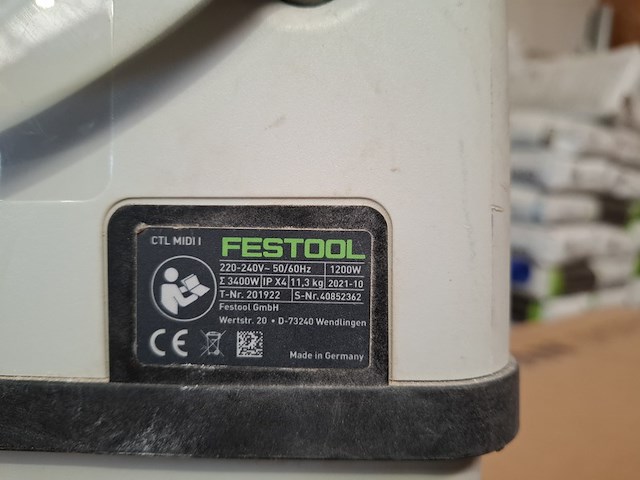 CTL MIDI I
FESTOOL
220-240V~ 50/60Hz 1200W
Σ 3400W IP X4 11,3 kg 2021-10
T-Nr. 201922 S-Nr.40852362
Festool GmbH
Wertstr. 20 • D-73240 Wendlingen
CE
Made in Germany